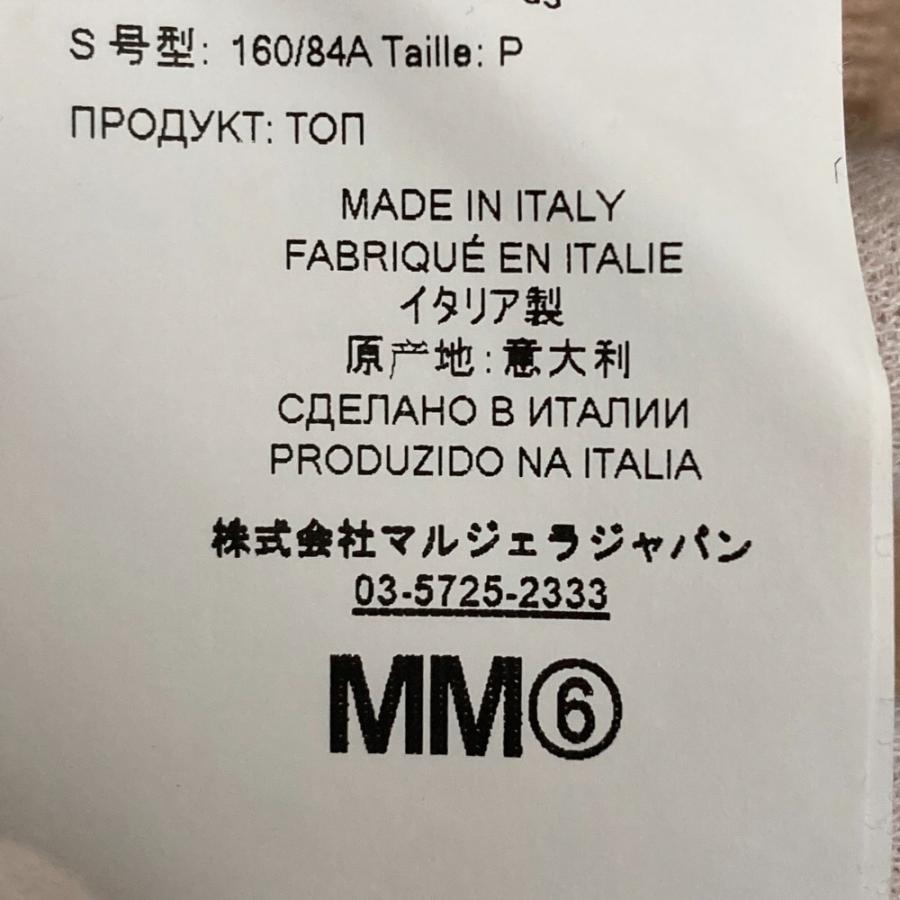 S 号型: 160/84A Taille: P
ПРОДУКТ: ТОП
MADE IN ITALY
FABRIQUÉ EN ITALIE
イタリア製
原产地:意大利
СДЕЛАНО В ИТАЛИИ
PRODUZIDO NA ITALIA
株式会社マルジェラジャパン
03-5725-2333
MM⑥